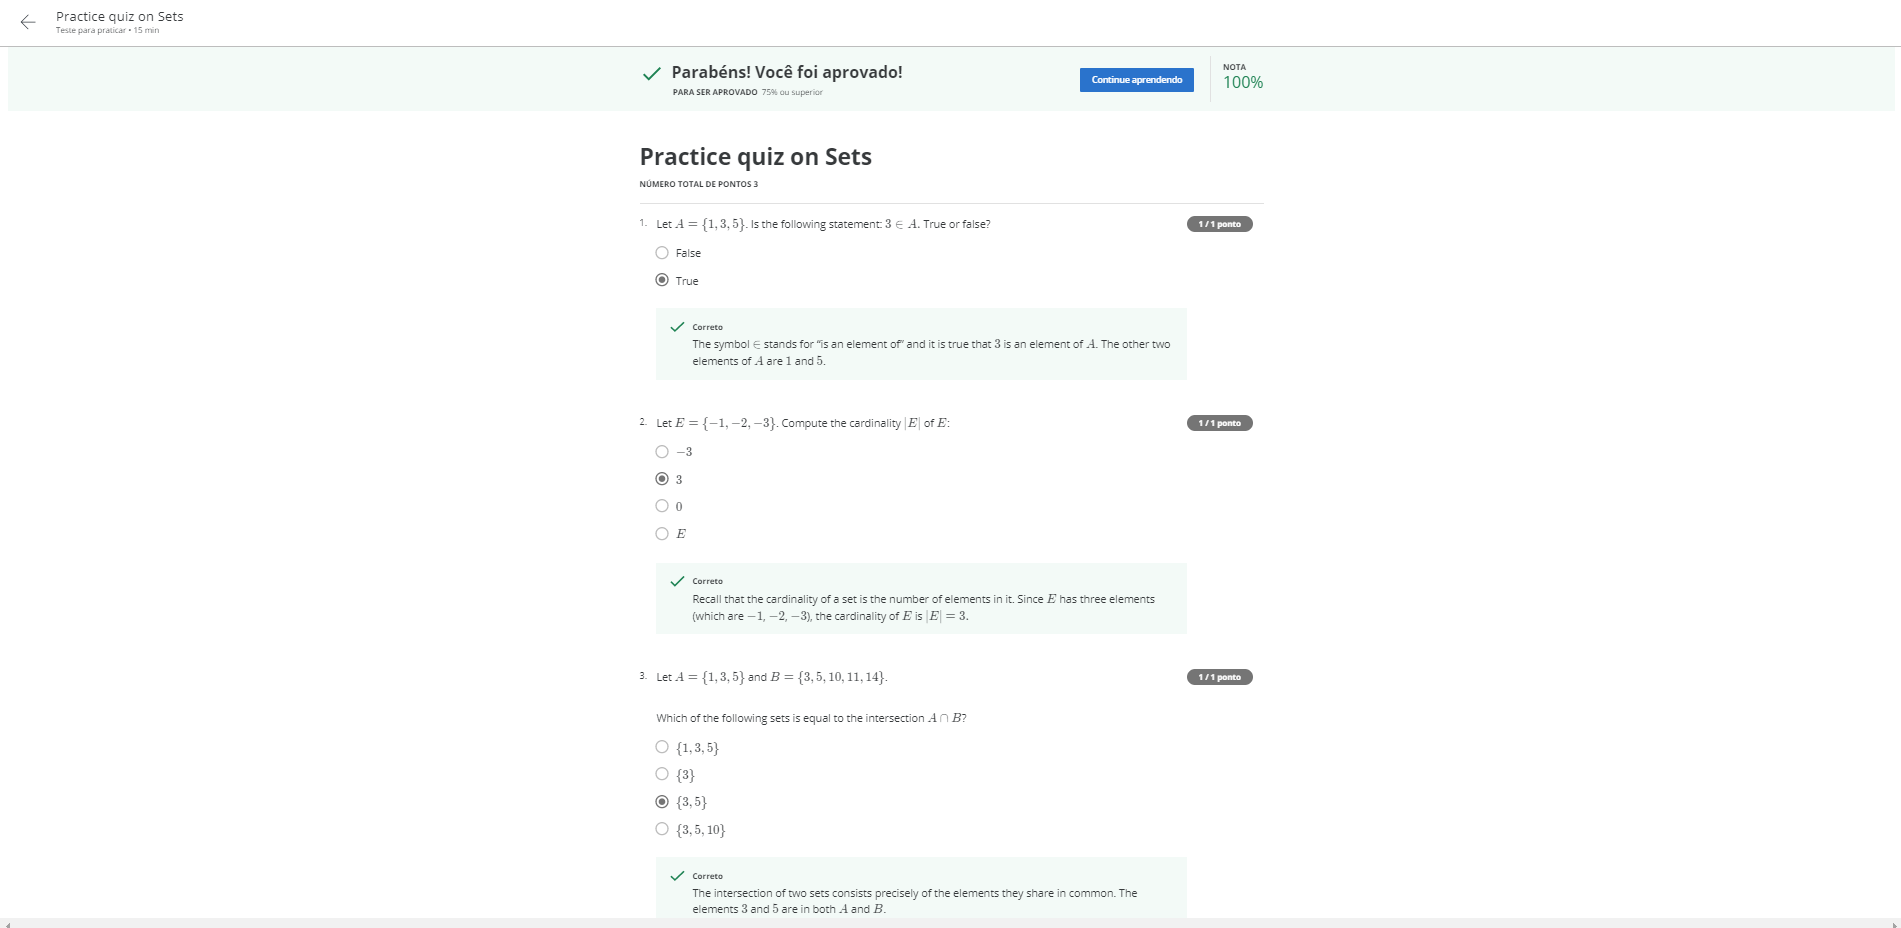 Practice quiz on Sets
Teste para praticar • 15 min
Parabéns! Você foi aprovado!
PARA SER APROVADO 75% ou superior
Continue aprendendo
NOTA
100%
Practice quiz on Sets
NÚMERO TOTAL DE PONTOS 3
1. Let A = {1, 3, 5}. Is the following statement: 3 ∈ A. True or false?
1 / 1 ponto
False
True
Correto
The symbol ∈ stands for “is an element of” and it is true that 3 is an element of A. The other two
elements of A are 1 and 5.
2. Let E = {−1, −2, −3}. Compute the cardinality |E| of E:
1 / 1 ponto
−3
3
0
E
Correto
Recall that the cardinality of a set is the number of elements in it. Since E has three elements
(which are −1, −2, −3), the cardinality of E is |E| = 3.
3. Let A = {1, 3, 5} and B = {3, 5, 10, 11, 14}.
1 / 1 ponto
Which of the following sets is equal to the intersection A ∩ B?
{1, 3, 5}
{3}
{3, 5}
{3, 5, 10}
Correto
The intersection of two sets consists precisely of the elements they share in common. The
elements 3 and 5 are in both A and B.